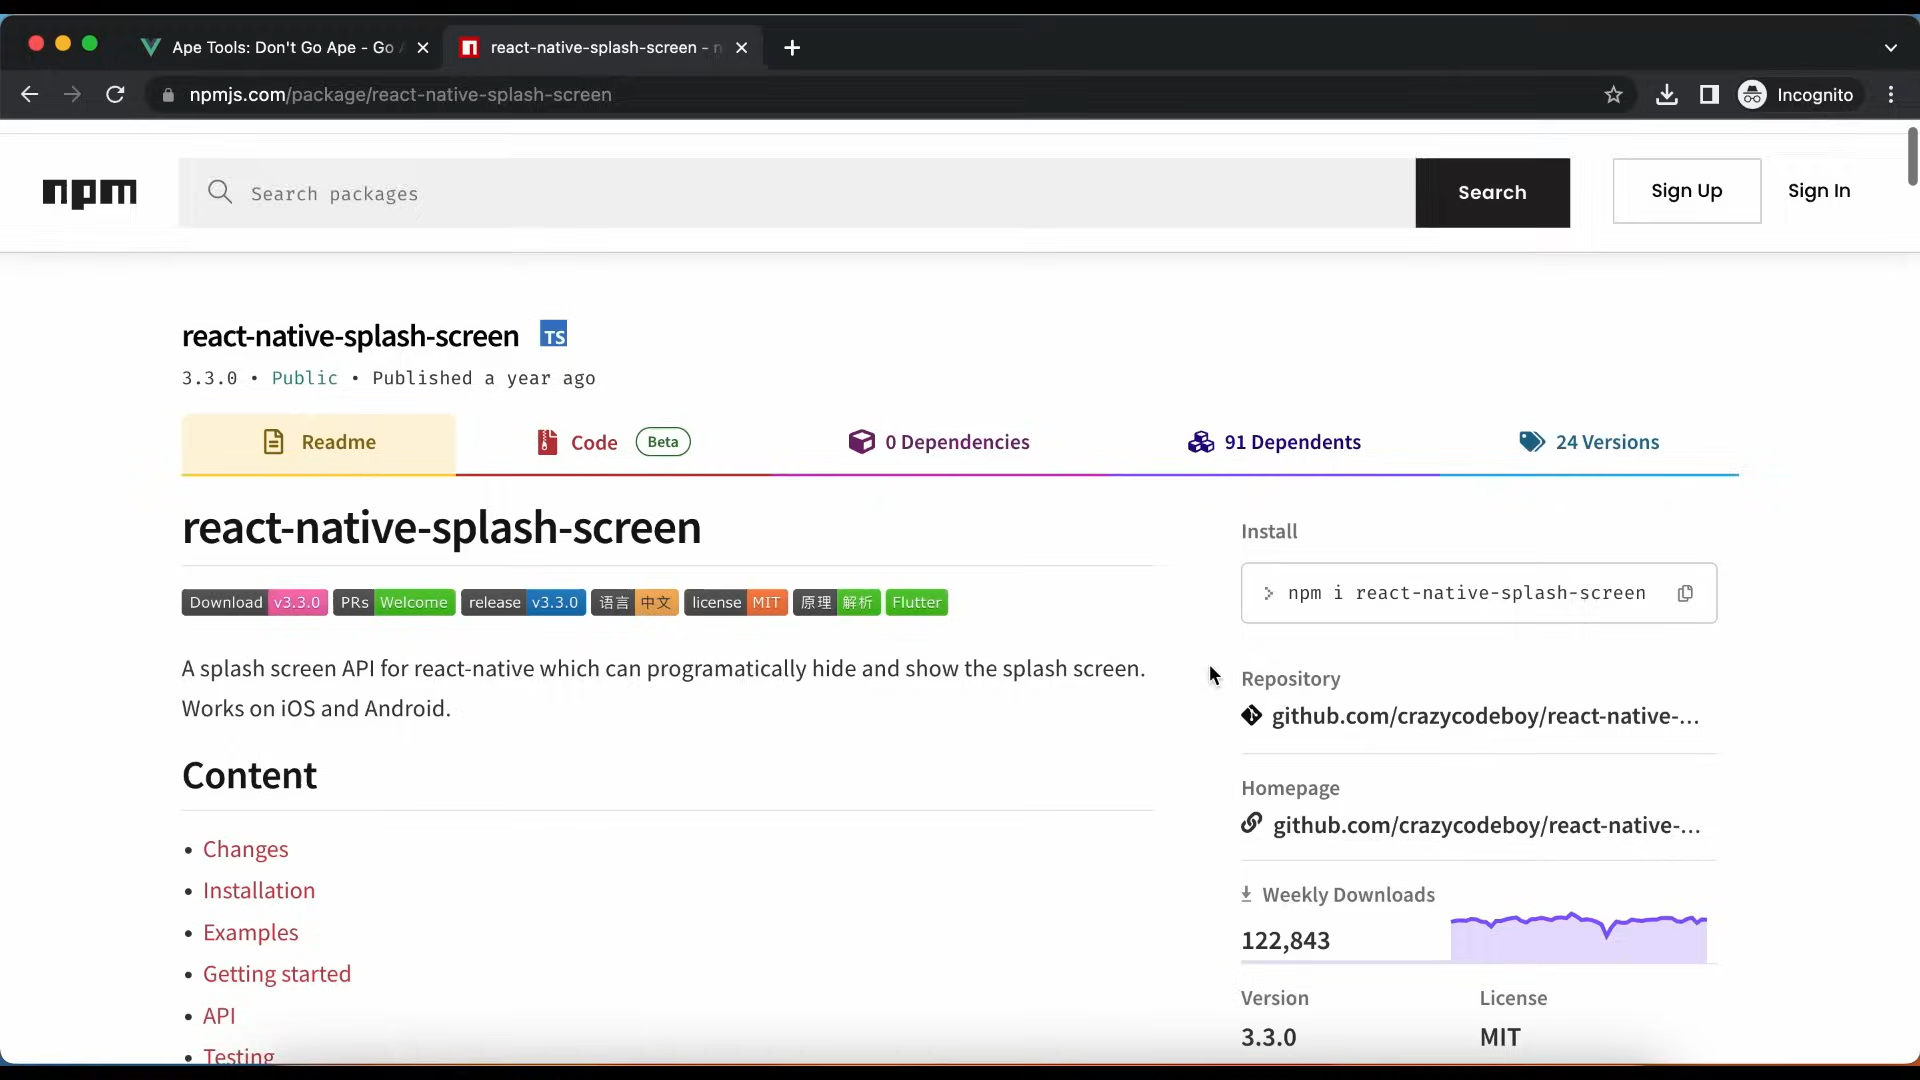 Ape Tools: Don't Go Ape - Go
react-native-splash-screen - n
npmjs.com/package/react-native-splash-screen
Incognito
npm
Search packages
Search
Sign Up
Sign In
react-native-splash-screen TS
3.3.0 • Public • Published a year ago
Readme
Code Beta
0 Dependencies
91 Dependents
24 Versions
react-native-splash-screen
Download v3.3.0 PRs Welcome release v3.3.0 语言 中文 license MIT 原理 解析 Flutter
A splash screen API for react-native which can programatically hide and show the splash screen.
Works on iOS and Android.
Content
• Changes
• Installation
• Examples
• Getting started
• API
• Testing
Install
> npm i react-native-splash-screen
Repository
github.com/crazycodeboy/react-native-...
Homepage
github.com/crazycodeboy/react-native-...
Weekly Downloads
122,843
Version
3.3.0
License
MIT